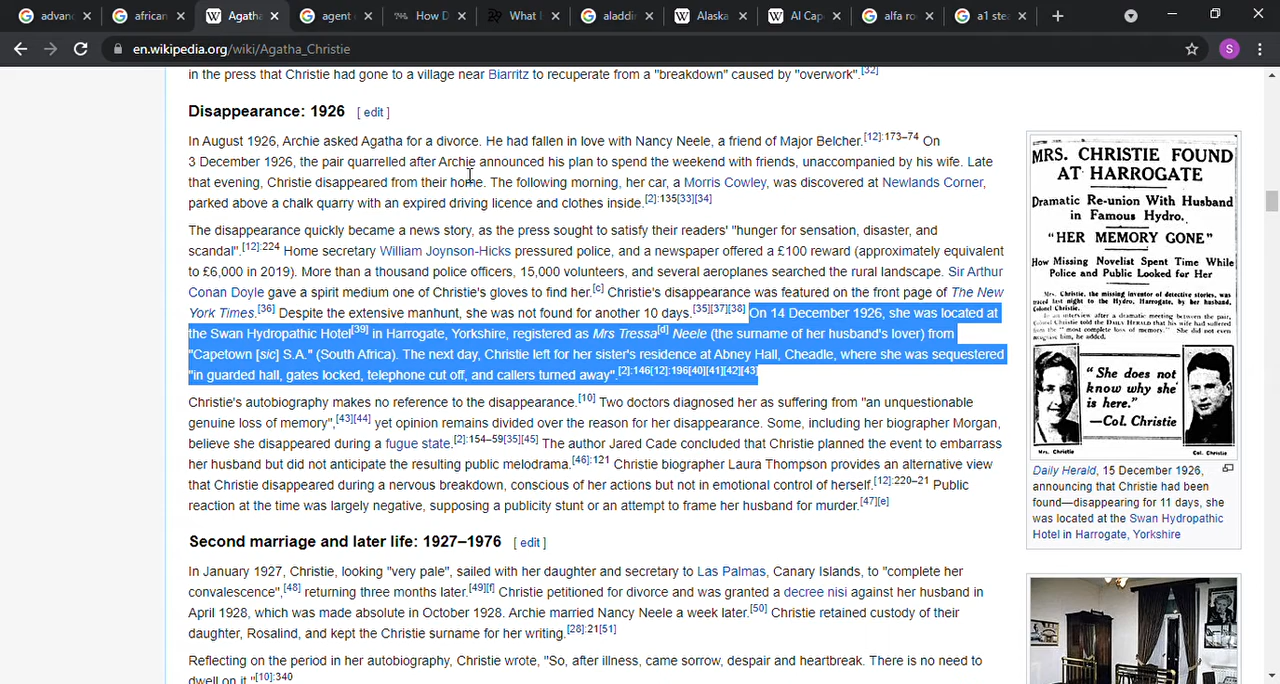 advan
african
Agatha
agent
How D
What I
aladdi
Alaska
Al Cap
alfa ro
a1 stea
en.wikipedia.org/wiki/Agatha_Christie
S
in the press that Christie had gone to a village near Biarritz to recuperate from a "breakdown" caused by "overwork".[32]
Disappearance: 1926 [ edit ]
In August 1926, Archie asked Agatha for a divorce. He had fallen in love with Nancy Neele, a friend of Major Belcher.[12]:173–74 On
3 December 1926, the pair quarrelled after Archie announced his plan to spend the weekend with friends, unaccompanied by his wife. Late
that evening, Christie disappeared from their home. The following morning, her car, a Morris Cowley, was discovered at Newlands Corner,
parked above a chalk quarry with an expired driving licence and clothes inside.[2]:135[33][34]
The disappearance quickly became a news story, as the press sought to satisfy their readers' "hunger for sensation, disaster, and
scandal".[12]:224 Home secretary William Joynson-Hicks pressured police, and a newspaper offered a £100 reward (approximately equivalent
to £6,000 in 2019). More than a thousand police officers, 15,000 volunteers, and several aeroplanes searched the rural landscape. Sir Arthur
Conan Doyle gave a spirit medium one of Christie's gloves to find her.[c] Christie's disappearance was featured on the front page of The New
York Times.[36] Despite the extensive manhunt, she was not found for another 10 days.[35][37][38] On 14 December 1926, she was located at
the Swan Hydropathic Hotel[39] in Harrogate, Yorkshire, registered as Mrs Tressa[d] Neele (the surname of her husband's lover) from
"Capetown [sic] S.A." (South Africa). The next day, Christie left for her sister's residence at Abney Hall, Cheadle, where she was sequestered
"in guarded hall, gates locked, telephone cut off, and callers turned away".[2]:146[12]:196[40][41][42][43]
Christie's autobiography makes no reference to the disappearance.[10] Two doctors diagnosed her as suffering from "an unquestionable
genuine loss of memory",[43][44] yet opinion remains divided over the reason for her disappearance. Some, including her biographer Morgan,
believe she disappeared during a fugue state.[2]:154–59[35][45] The author Jared Cade concluded that Christie planned the event to embarrass
her husband but did not anticipate the resulting public melodrama.[46]:121 Christie biographer Laura Thompson provides an alternative view
that Christie disappeared during a nervous breakdown, conscious of her actions but not in emotional control of herself.[12]:220–21 Public
reaction at the time was largely negative, supposing a publicity stunt or an attempt to frame her husband for murder.[47][e]
Second marriage and later life: 1927–1976 [ edit ]
In January 1927, Christie, looking "very pale", sailed with her daughter and secretary to Las Palmas, Canary Islands, to "complete her
convalescence",[48] returning three months later.[49][f] Christie petitioned for divorce and was granted a decree nisi against her husband in
April 1928, which was made absolute in October 1928. Archie married Nancy Neele a week later.[50] Christie retained custody of their
daughter, Rosalind, and kept the Christie surname for her writing.[28]:21[51]
Reflecting on the period in her autobiography, Christie wrote, "So, after illness, came sorrow, despair and heartbreak. There is no need to
dwell on it."[10]:340
MRS. CHRISTIE FOUND
AT HARROGATE
Dramatic Re-union With Husband
in Famous Hydro.
"HER MEMORY GONE"
How Missing Novelist Spent Time While
Police and Public Looked for Her
"She does not
know why she
is here."
—Col. Christie
Mrs. Christie
Col. Christie
Daily Herald, 15 December 1926,
announcing that Christie had been
found—disappearing for 11 days, she
was located at the Swan Hydropathic
Hotel in Harrogate, Yorkshire